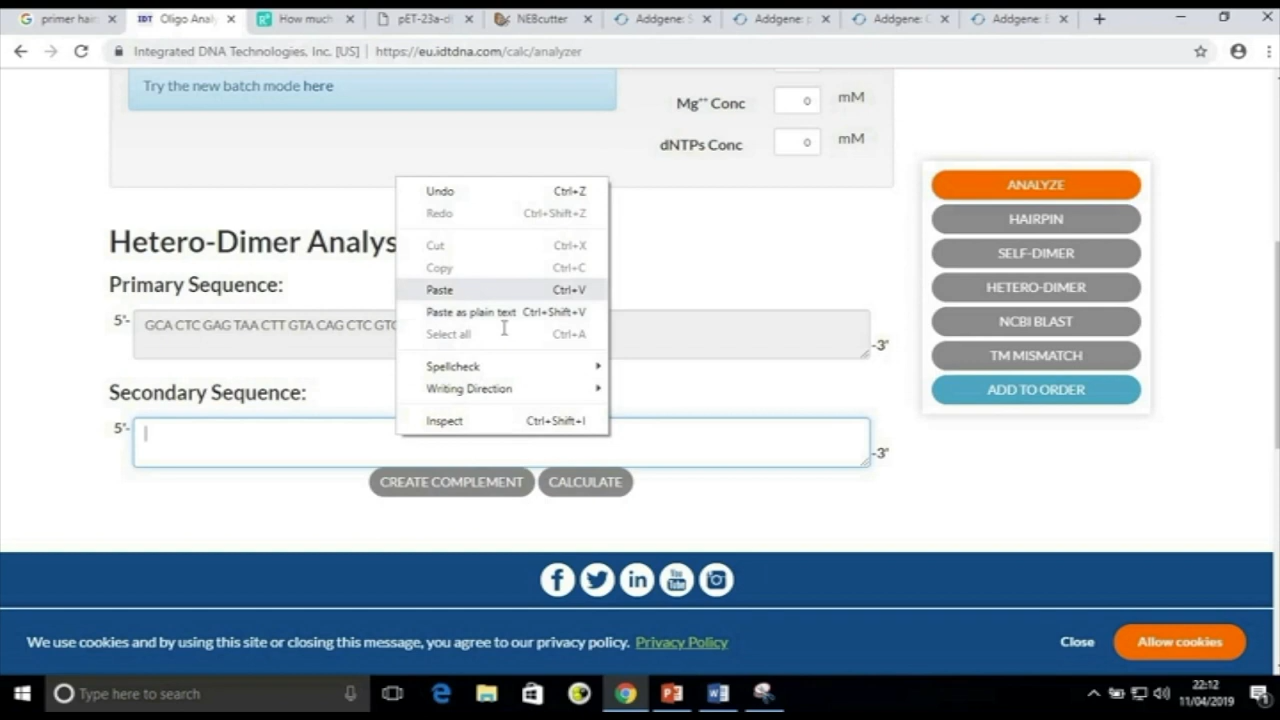 primer hair
IDT Oligo Anal
How much
pET-23a-d
NEBcutter
Addgene: S
Addgene: p
Addgene:
Addgene:
Integrated DNA Technologies, Inc. [US] | https://eu.idtdna.com/calc/analyzer
Try the new batch mode here
Mg++ Conc 0 mM
dNTPs Conc 0 mM
Undo Ctrl+Z
Redo Ctrl+Shift+Z
Cut Ctrl+X
Copy Ctrl+C
Paste Ctrl+V
Paste as plain text Ctrl+Shift+V
Select all Ctrl+A
Spellcheck
Writing Direction
Inspect Ctrl+Shift+I
Hetero-Dimer Analys
Primary Sequence:
5'- GCA CTC GAG TAA CTT GTA CAG CTC GTC -3'
Secondary Sequence:
5'- -3'
CREATE COMPLEMENT CALCULATE
ANALYZE
HAIRPIN
SELF-DIMER
HETERO-DIMER
NCBI BLAST
TM MISMATCH
ADD TO ORDER
We use cookies and by using this site or closing this message, you agree to our privacy policy. Privacy Policy
Close Allow cookies
Type here to search
22:12
11/04/2019